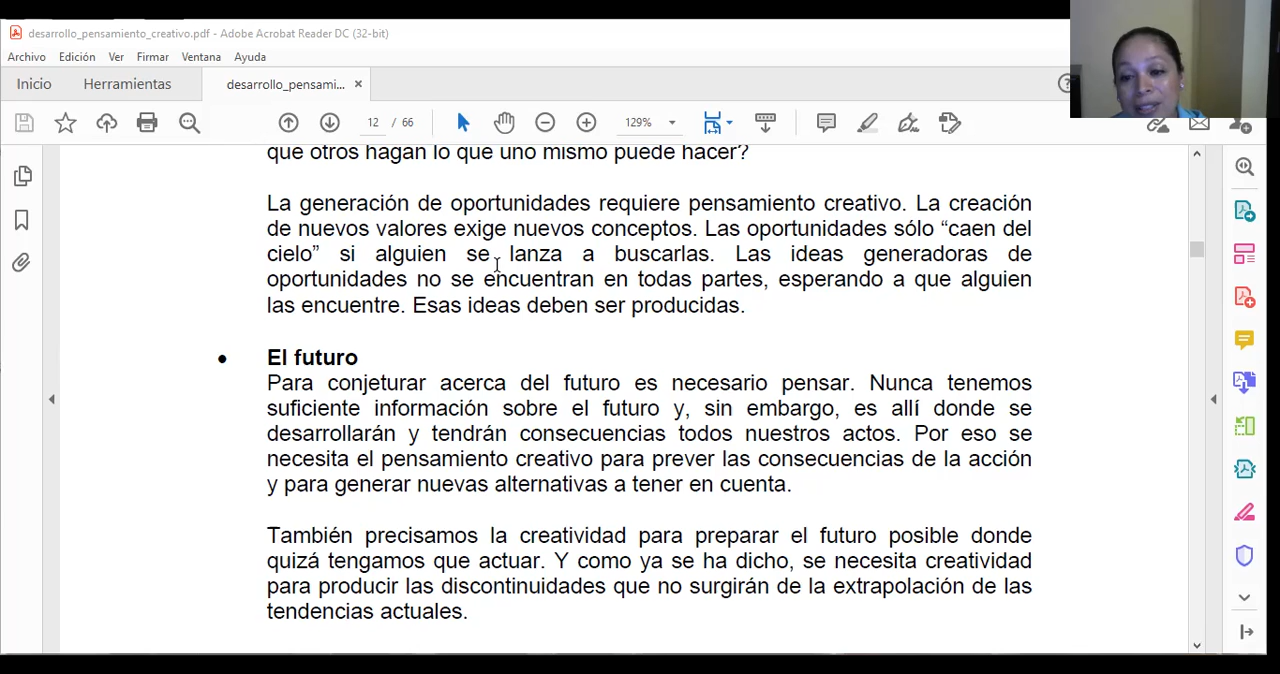 desarrollo_pensamiento_creativo.pdf - Adobe Acrobat Reader DC (32-bit)
Archivo Edición Ver Firmar Ventana Ayuda
Inicio Herramientas desarrollo_pensami... ×
12 / 66 129%
que otros hagan lo que uno mismo puede hacer?
La generación de oportunidades requiere pensamiento creativo. La creación
de nuevos valores exige nuevos conceptos. Las oportunidades sólo “caen del
cielo” si alguien se lanza a buscarlas. Las ideas generadoras de
oportunidades no se encuentran en todas partes, esperando a que alguien
las encuentre. Esas ideas deben ser producidas.
• El futuro
Para conjeturar acerca del futuro es necesario pensar. Nunca tenemos
suficiente información sobre el futuro y, sin embargo, es allí donde se
desarrollarán y tendrán consecuencias todos nuestros actos. Por eso se
necesita el pensamiento creativo para prever las consecuencias de la acción
y para generar nuevas alternativas a tener en cuenta.
También precisamos la creatividad para preparar el futuro posible donde
quizá tengamos que actuar. Y como ya se ha dicho, se necesita creatividad
para producir las discontinuidades que no surgirán de la extrapolación de las
tendencias actuales.